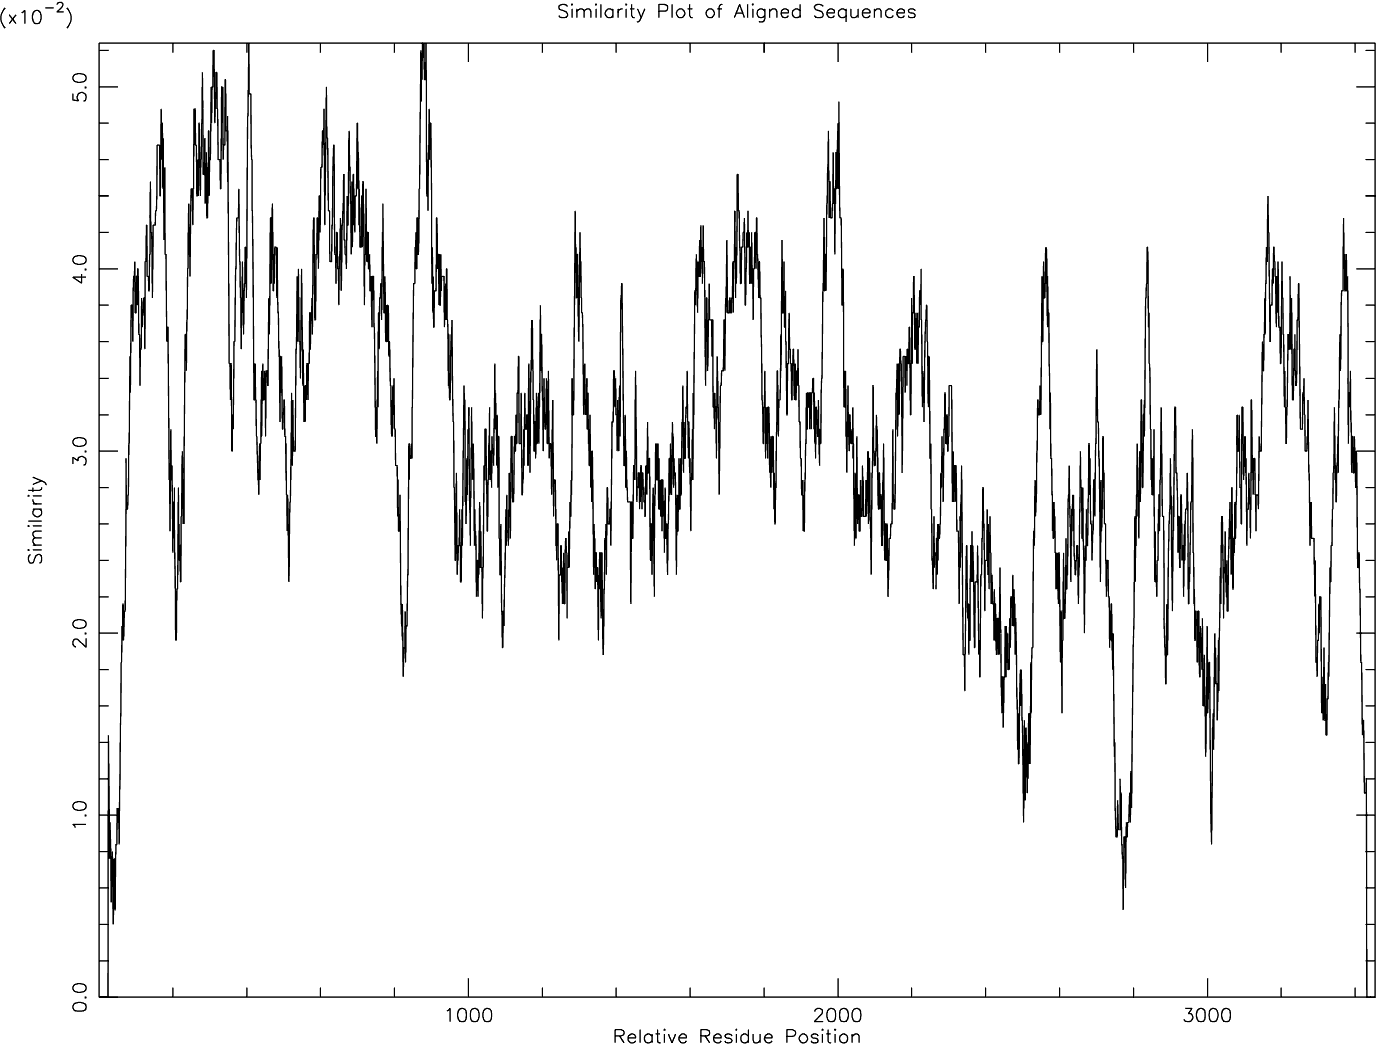 (x10⁻²)
Similarity Plot of Aligned Sequences
5.0
4.0
3.0
2.0
1.0
0.0
Similarity
1000 2000 3000
Relative Residue Position